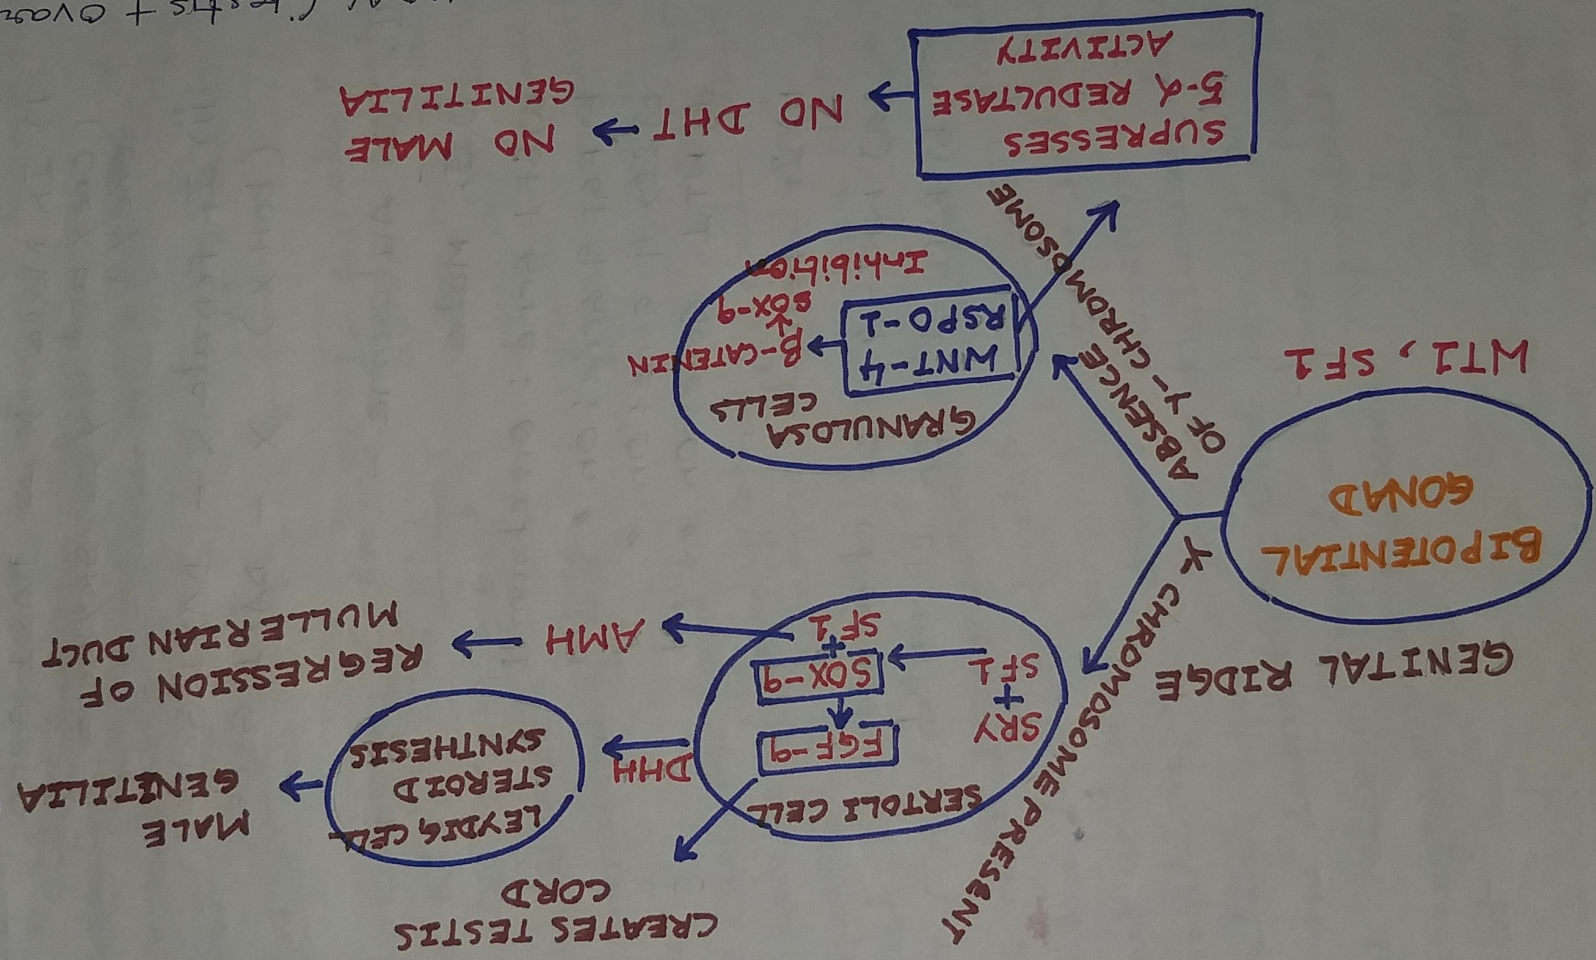 CREATES TESTIS
CORD
Y CHROMOSOME PRESENT
SERTOLI CELL
SRY
+
SF1
FGF-9
SOX-9
+
SF1
DHH
LEYDIG CELL
STEROID
SYNTHESIS
MALE
GENITILIA
AMH
REGRESSION OF
MULLERIAN DUCT
GENITAL RIDGE
BIPOTENTIAL
GONAD
WT1, SF1
ABSENCE
OF Y-CHROMOSOME
GRANULOSA
CELLS
WNT-4
RSPO-1
β-CATENIN
SOX-9
Inhibition
SUPRESSES
5-α REDUCTASE
ACTIVITY
NO DHT
NO MALE
GENITILIA
(Testis +